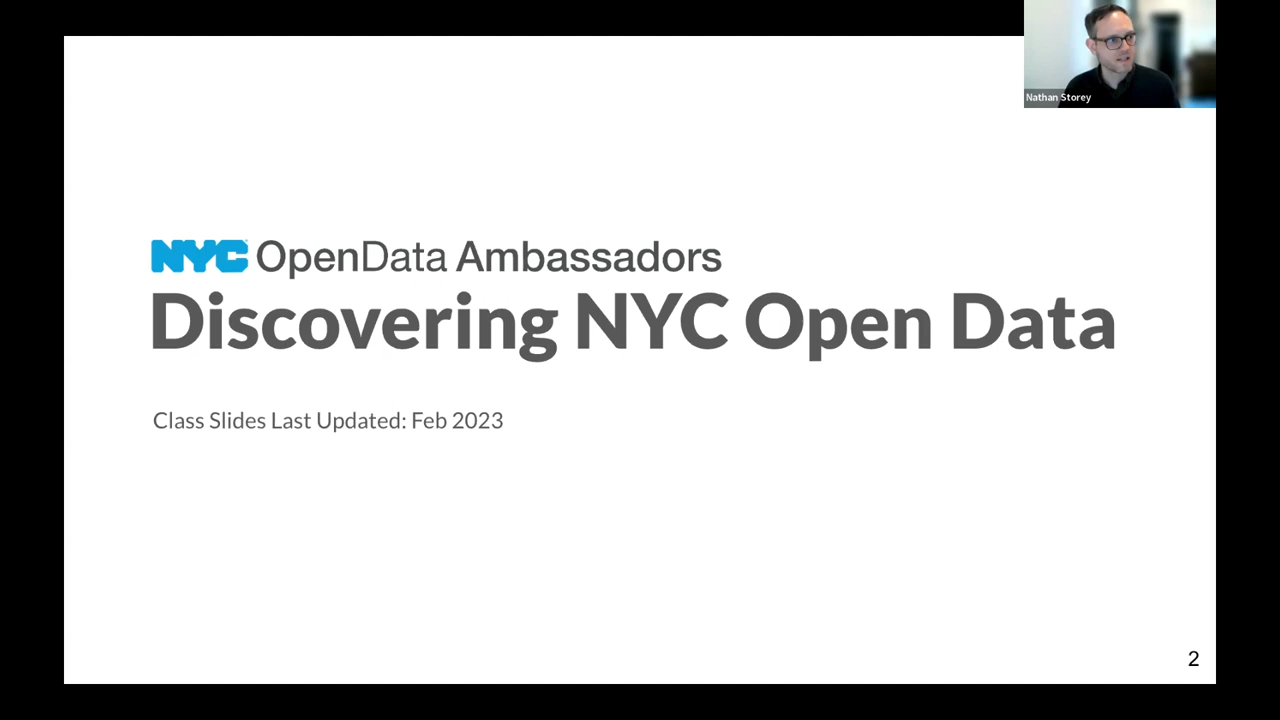 Nathan Storey
NYC OpenData Ambassadors
Discovering NYC Open Data
Class Slides Last Updated: Feb 2023
2